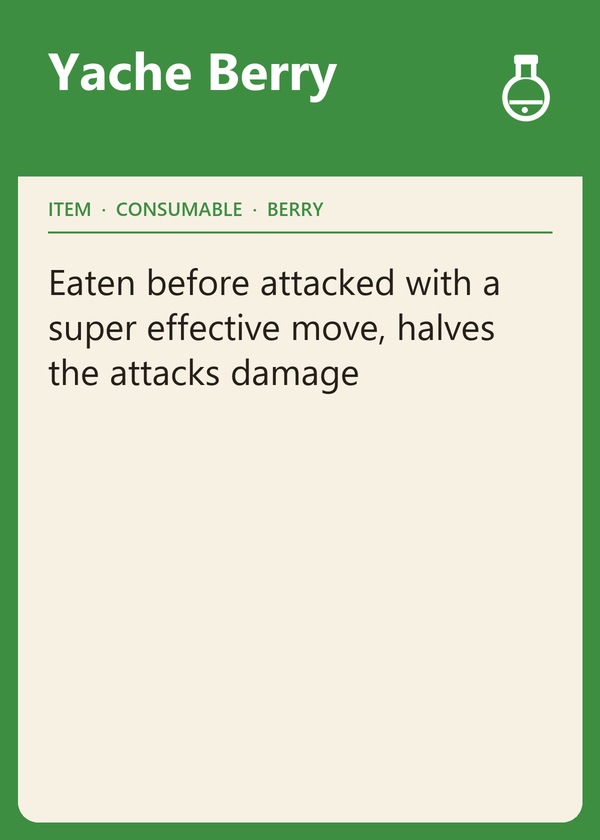 Yache Berry
ITEM · CONSUMABLE · BERRY
Eaten before attacked with a
super effective move, halves
the attacks damage